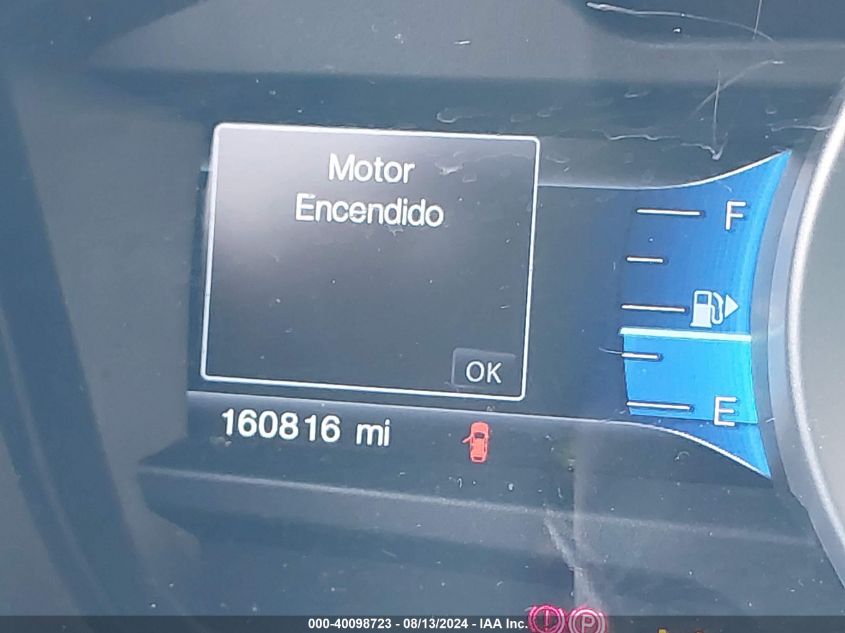 Motor
Encendido
F
OK
E
160816 mi
P
000-40098723 - 08/13/2024 - IAA Inc.